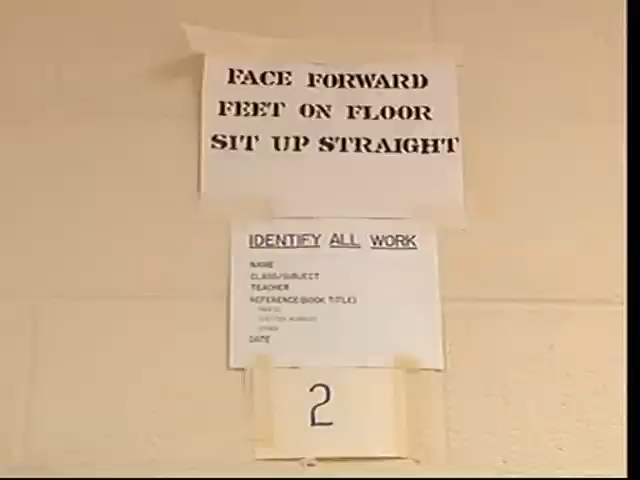 FACE FORWARD
FEET ON FLOOR
SIT UP STRAIGHT
IDENTIFY ALL WORK
NAME
CLASS/SUBJECT
TEACHER
REFERENCE(BOOK TITLE)
DATE
2